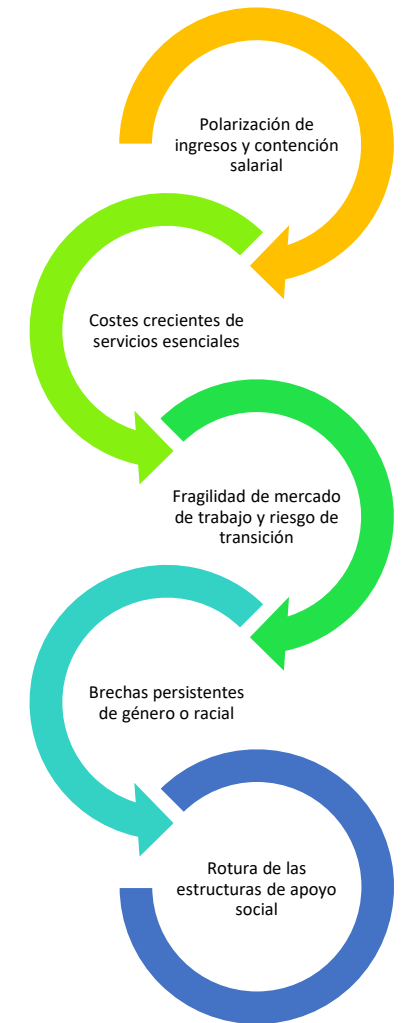 Polarización de
ingresos y contención
salarial
Costes crecientes de
servicios esenciales
Fragilidad de mercado
de trabajo y riesgo de
transición
Brechas persistentes
de género o racial
Rotura de las
estructuras de apoyo
social